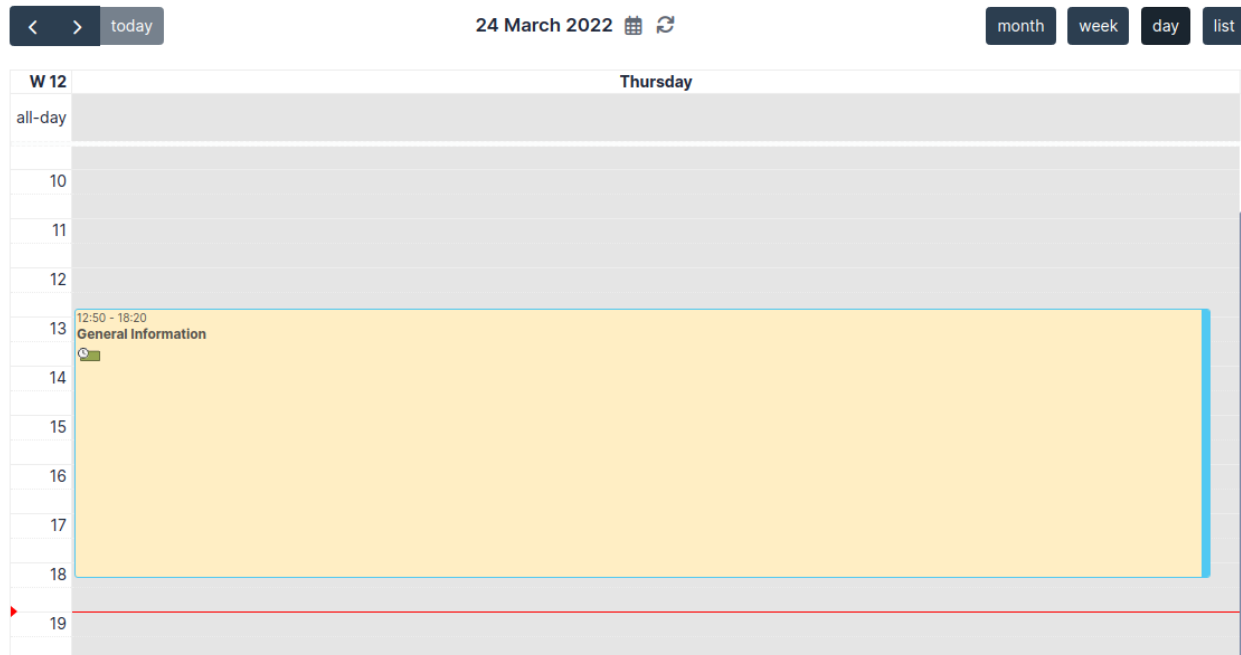 today
24 March 2022
month
week
day
list
W 12
Thursday
all-day
10
11
12
12:50 - 18:20
13
General Information
14
15
16
17
18
19